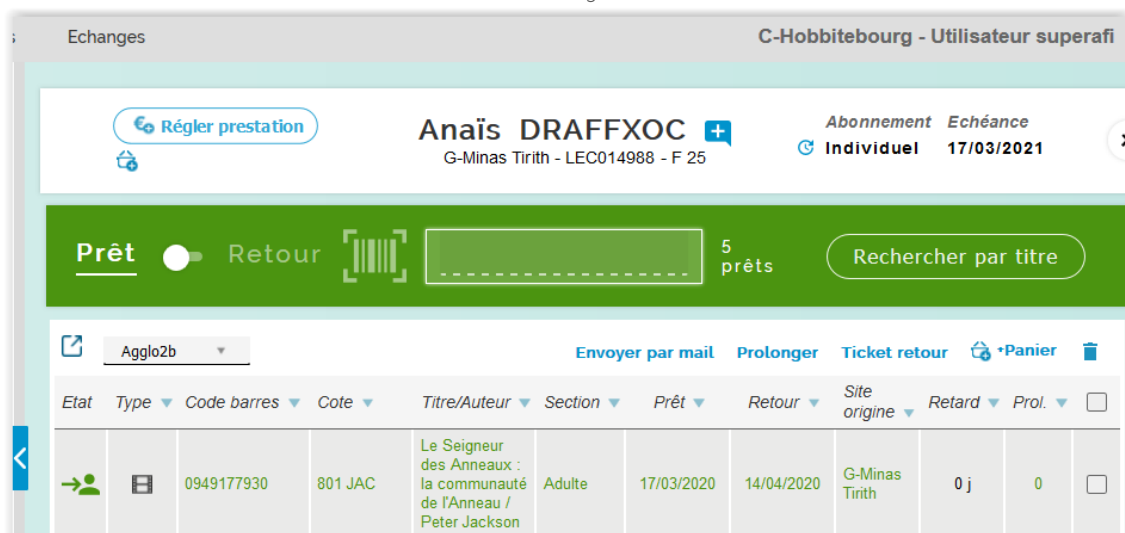 Echanges
C-Hobbitebourg - Utilisateur superafi
Régler prestation
Anaïs DRAFFXOC
G-Minas Tirith - LEC014988 - F 25
Abonnement Echéance
Individuel 17/03/2021
Prêt Retour
5
prêts
Rechercher par titre
Agglo2b
Envoyer par mail Prolonger Ticket retour +Panier
Etat Type Code barres Cote Titre/Auteur Section Prêt Retour Site
origine Retard Prol.
Le Seigneur
des Anneaux :
la communauté
de l'Anneau /
Peter Jackson
0949177930 801 JAC Adulte 17/03/2020 14/04/2020 G-Minas
Tirith 0 j 0